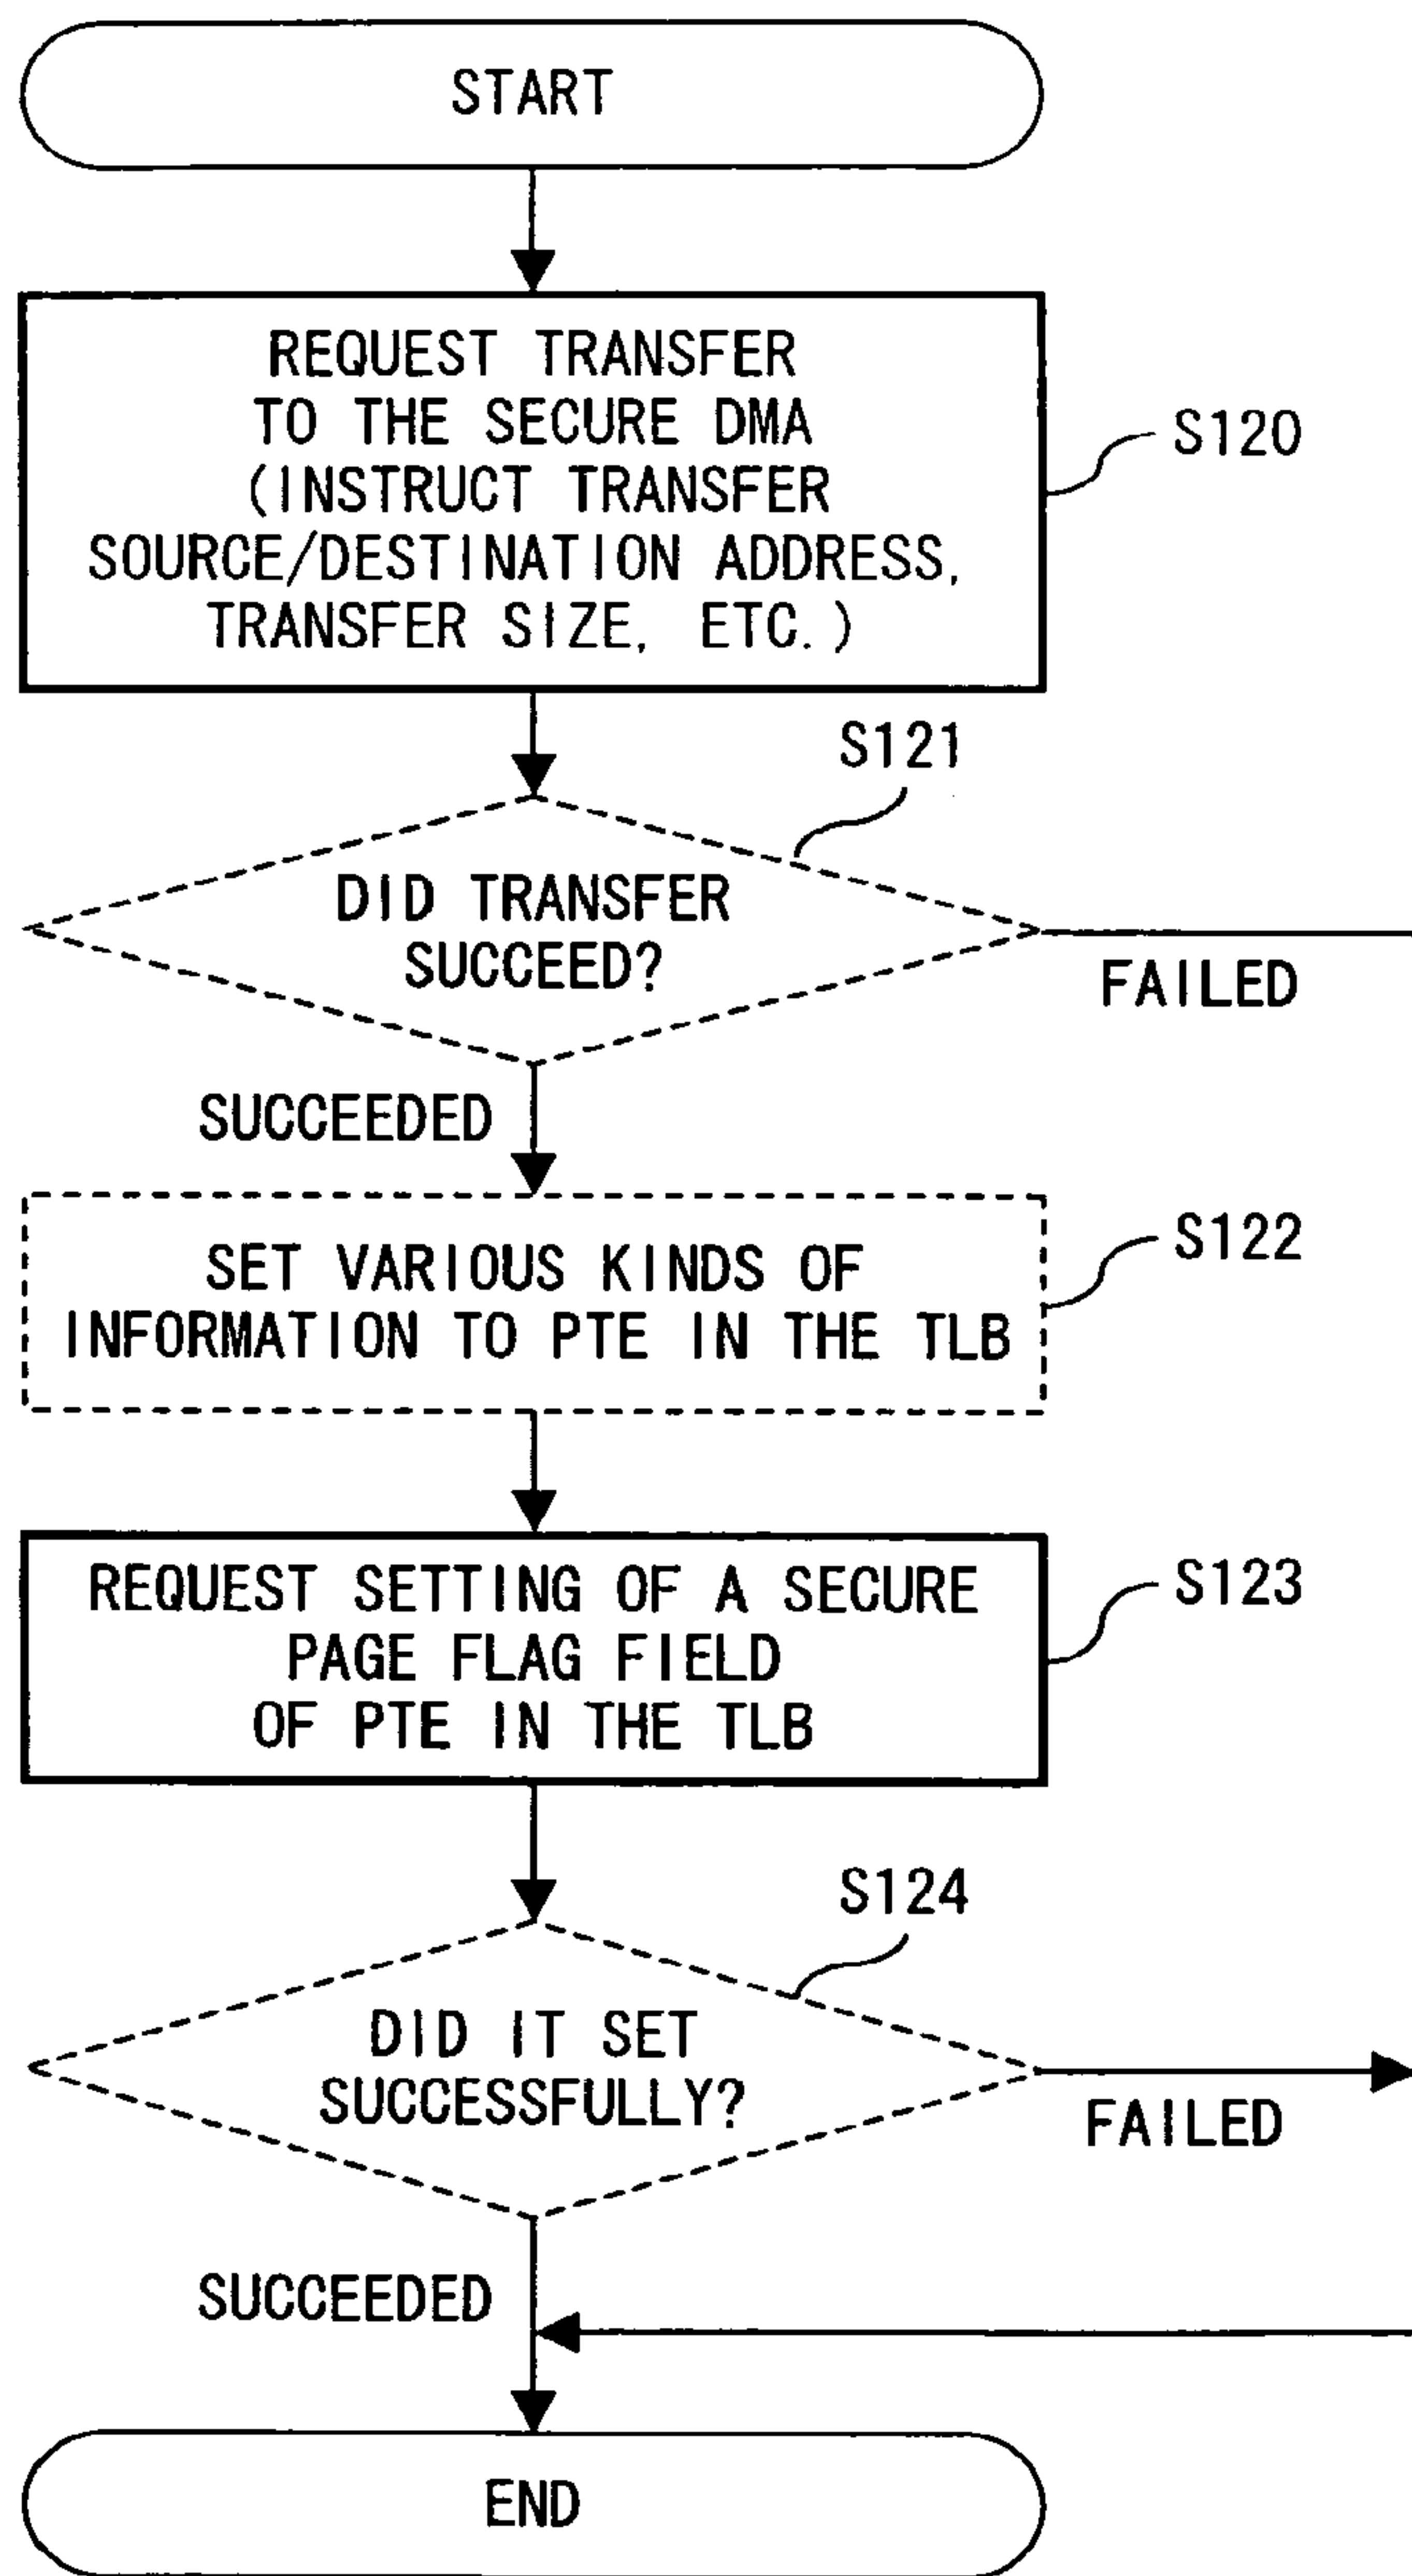 START
REQUEST TRANSFER
TO THE SECURE DMA
(INSTRUCT TRANSFER
SOURCE/DESTINATION ADDRESS,
TRANSFER SIZE, ETC.)
S120
S121
DID TRANSFER
SUCCEED?
FAILED
SUCCEEDED
SET VARIOUS KINDS OF
INFORMATION TO PTE IN THE TLB
S122
REQUEST SETTING OF A SECURE
PAGE FLAG FIELD
OF PTE IN THE TLB
S123
S124
DID IT SET
SUCCESSFULLY?
FAILED
SUCCEEDED
END